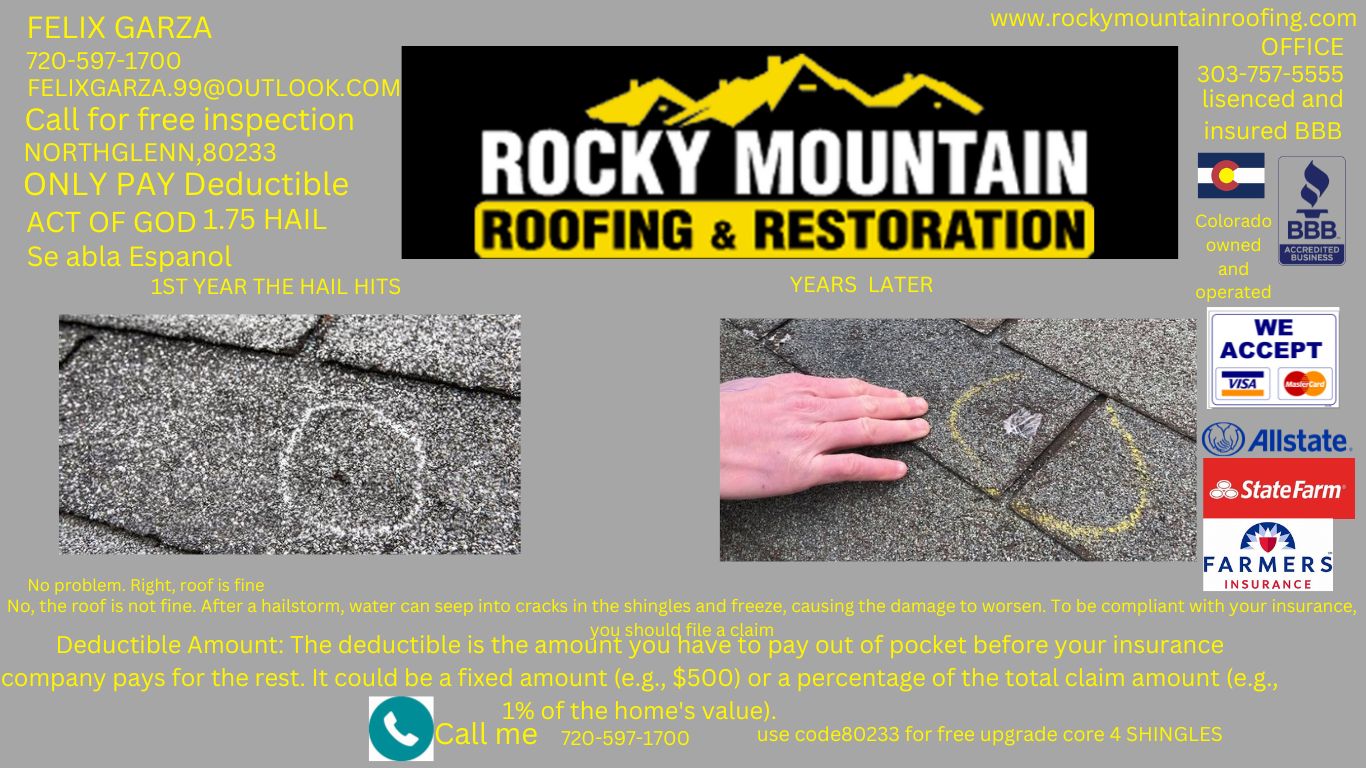 FELIX GARZA
720-597-1700
FELIXGARZA.99@OUTLOOK.COM
Call for free inspection
NORTHGLENN,80233
ONLY PAY Deductible
ACT OF GOD 1.75 HAIL
Se abla Espanol
1ST YEAR THE HAIL HITS
ROCKY MOUNTAIN
ROOFING & RESTORATION
YEARS LATER
www.rockymountainroofing.com
OFFICE
303-757-5555
lisenced and
insured BBB
BBB
ACCREDITED
BUSINESS
Colorado
owned
and
operated
WE
ACCEPT
VISA MasterCard
Allstate.
StateFarm
FARMERS
INSURANCE
No problem. Right, roof is fine
No, the roof is not fine. After a hailstorm, water can seep into cracks in the shingles and freeze, causing the damage to worsen. To be compliant with your insurance,
you should file a claim
Deductible Amount: The deductible is the amount you have to pay out of pocket before your insurance
company pays for the rest. It could be a fixed amount (e.g., $500) or a percentage of the total claim amount (e.g.,
1% of the home's value).
Call me 720-597-1700
use code80233 for free upgrade core 4 SHINGLES